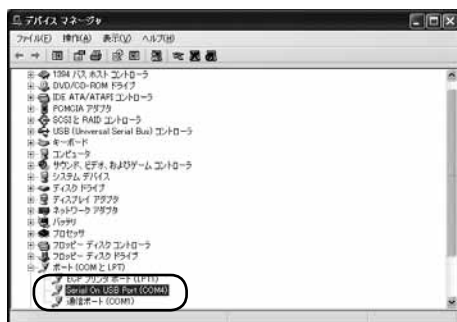 デバイス マネージャ
ファイル(F) 操作(A) 表示(V) ヘルプ(H)
1394 バス ホスト コントローラ
DVD/CD-ROM ドライブ
IDE ATA/ATAPI コントローラ
PCMCIA アダプタ
SCSI と RAID コントローラ
USB (Universal Serial Bus) コントローラ
キーボード
コンピュータ
サウンド、ビデオ、およびゲーム コントローラ
システム デバイス
ディスク ドライブ
ディスプレイ アダプタ
ネットワーク アダプタ
バッテリ
プロセッサ
フロッピー ディスク コントローラ
フロッピー ディスク ドライブ
ポート (COM と LPT)
ECP プリンタ ポート (LPT1)
Serial On USB Port (COM4)
通信ポート (COM1)